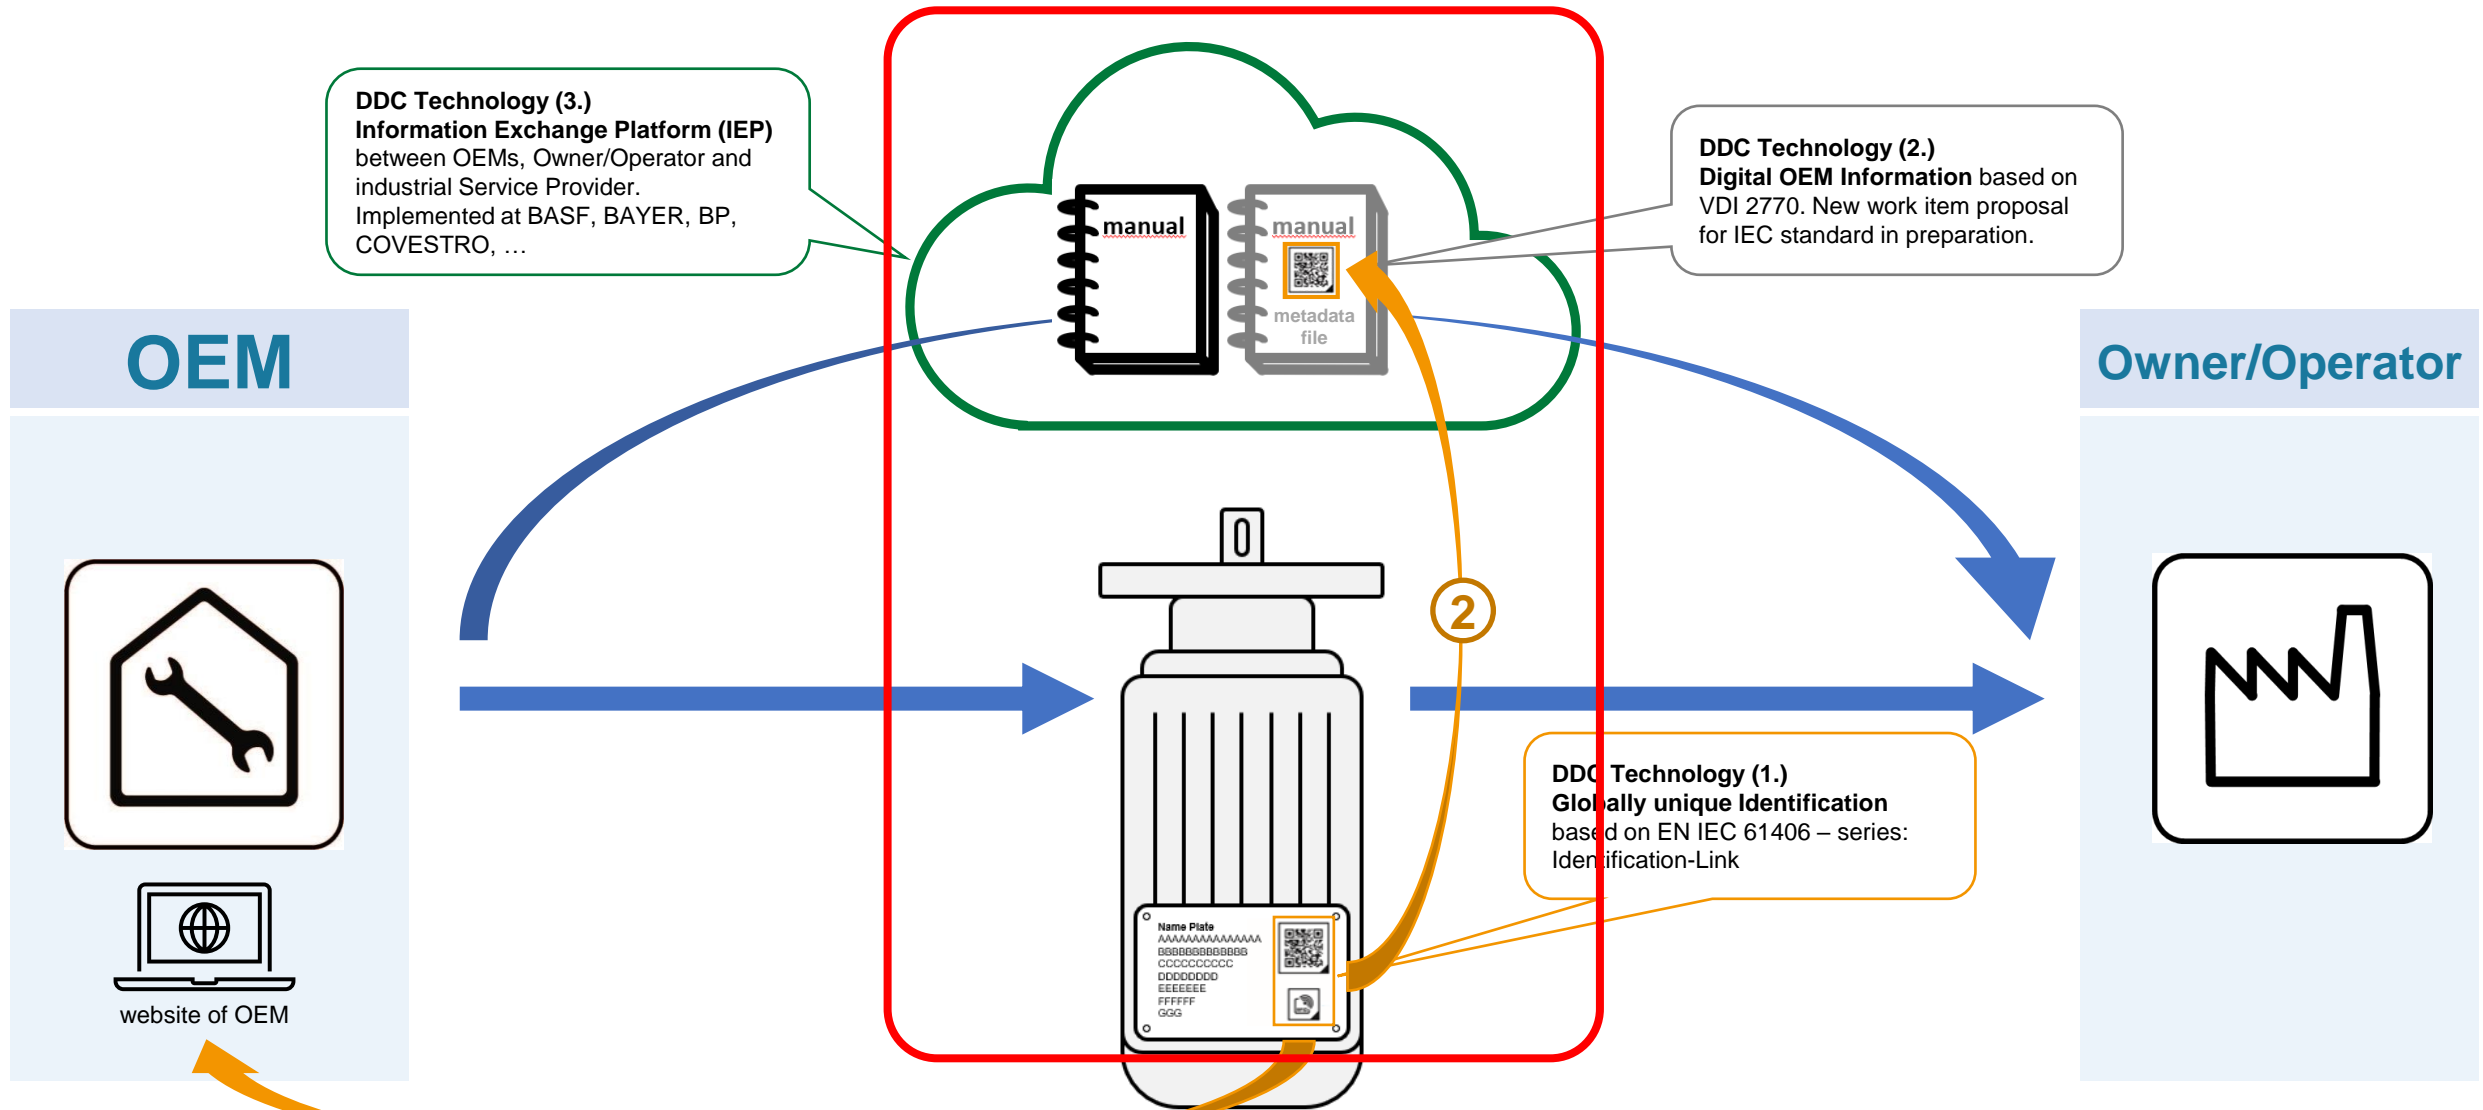 DDC Technology (3.)
Information Exchange Platform (IEP)
between OEMs, Owner/Operator and
industrial Service Provider.
Implemented at BASF, BAYER, BP,
COVESTRO, …
manual
manual
metadata
file
DDC Technology (2.)
Digital OEM Information based on
VDI 2770. New work item proposal
for IEC standard in preparation.
OEM
Owner/Operator
2
DDC Technology (1.)
Globally unique Identification
based on EN IEC 61406 – series:
Identification-Link
Name Plate
AAAAAAAAAAAAAAA
BBBBBBBBBBBBB
CCCCCCCCCC
DDDDDDDD
EEEEEEE
FFFFFF
GGG
website of OEM